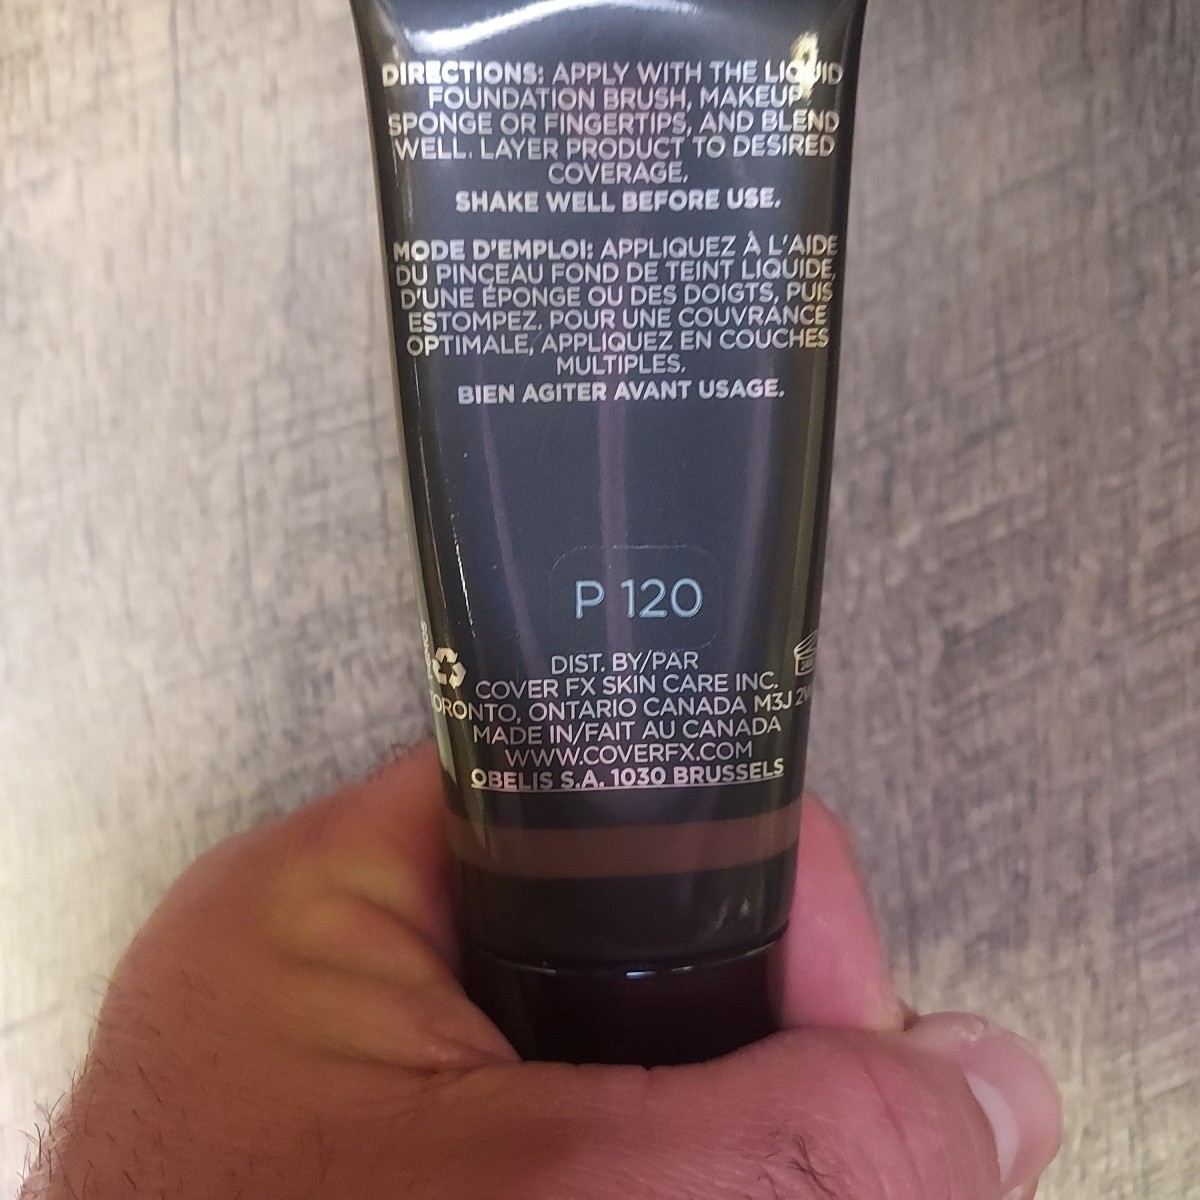 DIRECTIONS: APPLY WITH THE LIQUID
FOUNDATION BRUSH, MAKEUP
SPONGE OR FINGERTIPS, AND BLEND
WELL. LAYER PRODUCT TO DESIRED
COVERAGE.
SHAKE WELL BEFORE USE.
MODE D'EMPLOI: APPLIQUEZ À L'AIDE
DU PINCEAU FOND DE TEINT LIQUIDE,
D'UNE ÉPONGE OU DES DOIGTS, PUIS
ESTOMPEZ. POUR UNE COUVRANCE
OPTIMALE, APPLIQUEZ EN COUCHES
MULTIPLES.
BIEN AGITER AVANT USAGE.
P 120
DIST. BY/PAR
COVER FX SKIN CARE INC.
ORONTO, ONTARIO CANADA M3J
MADE IN/FAIT AU CANADA
WWW.COVERFX.COM
OBELIS S.A. 1030 BRUSSELS